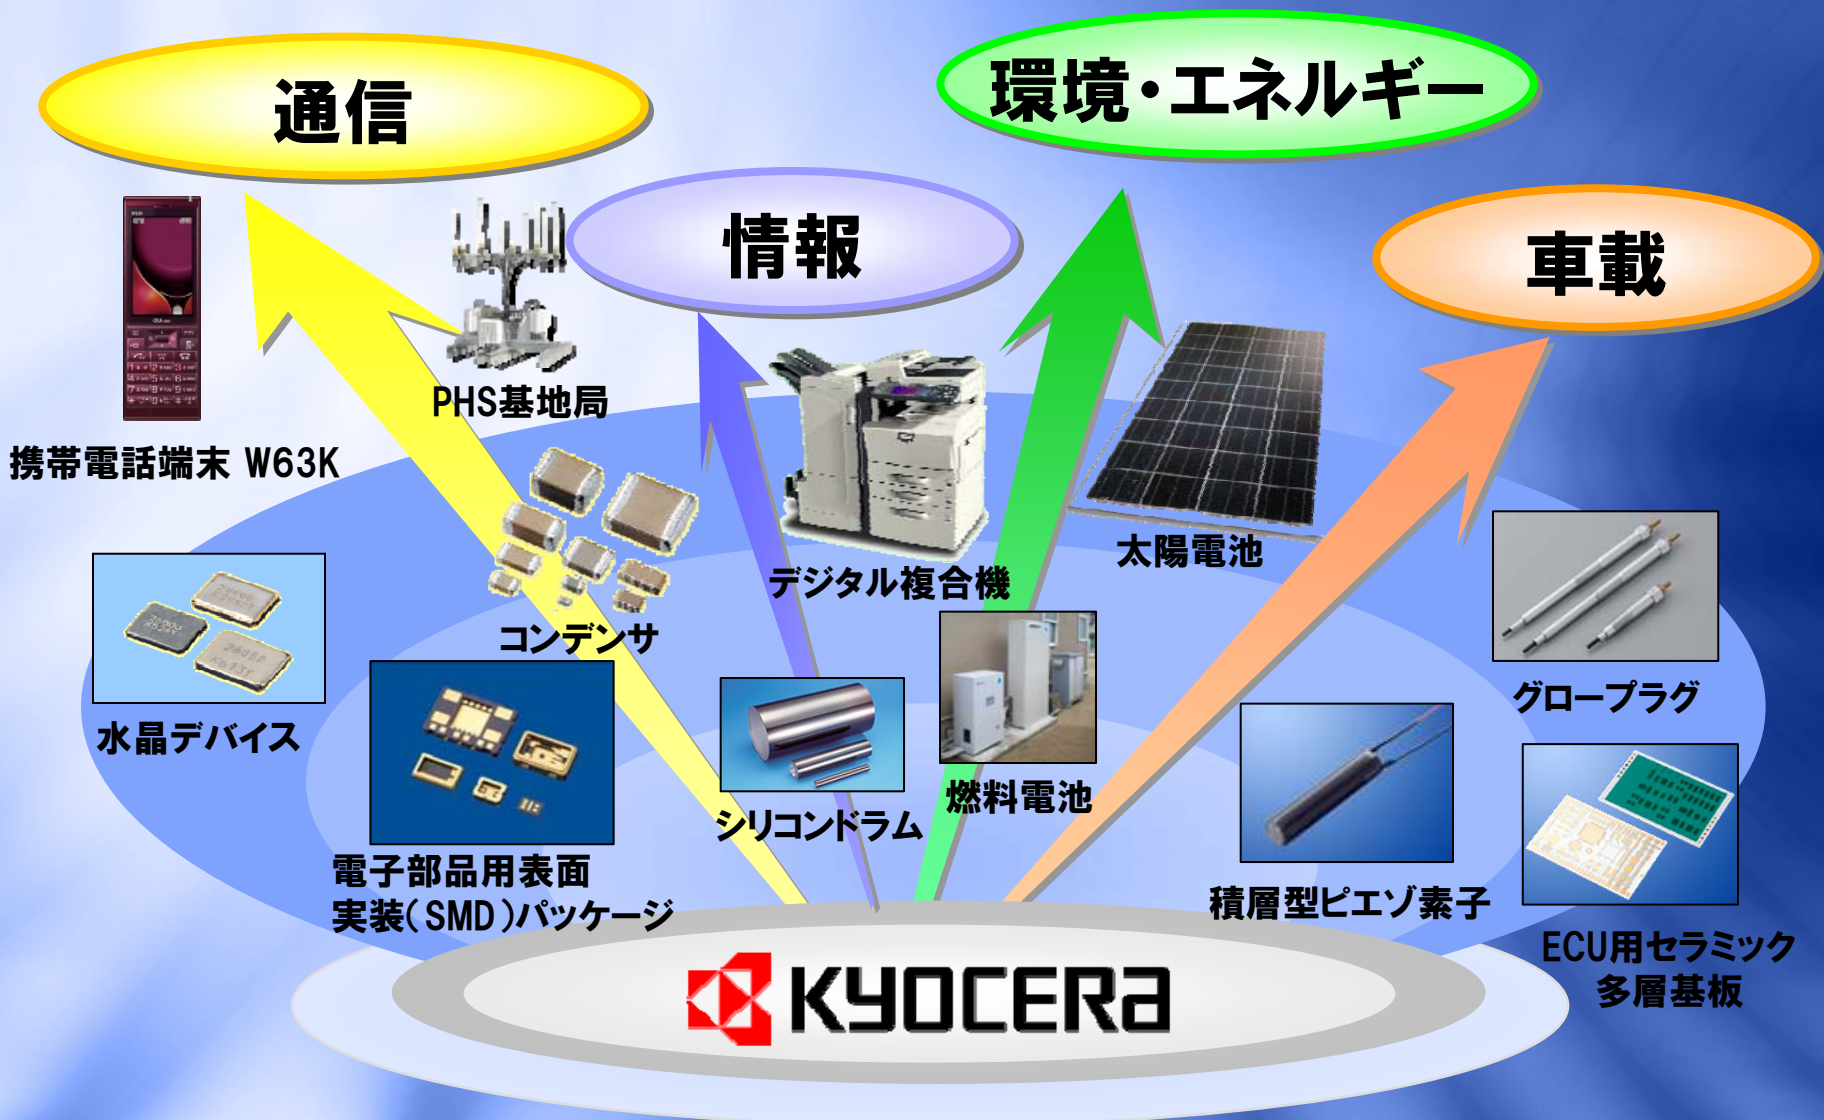 通信
環境・エネルギー
情報
車載
PHS基地局
携帯電話端末 W63K
太陽電池
デジタル複合機
コンデンサ
グロープラグ
水晶デバイス
燃料電池
シリコンドラム
電子部品用表面
実装(SMD)パッケージ
積層型ピエゾ素子
ECU用セラミック
多層基板
KYOCERA